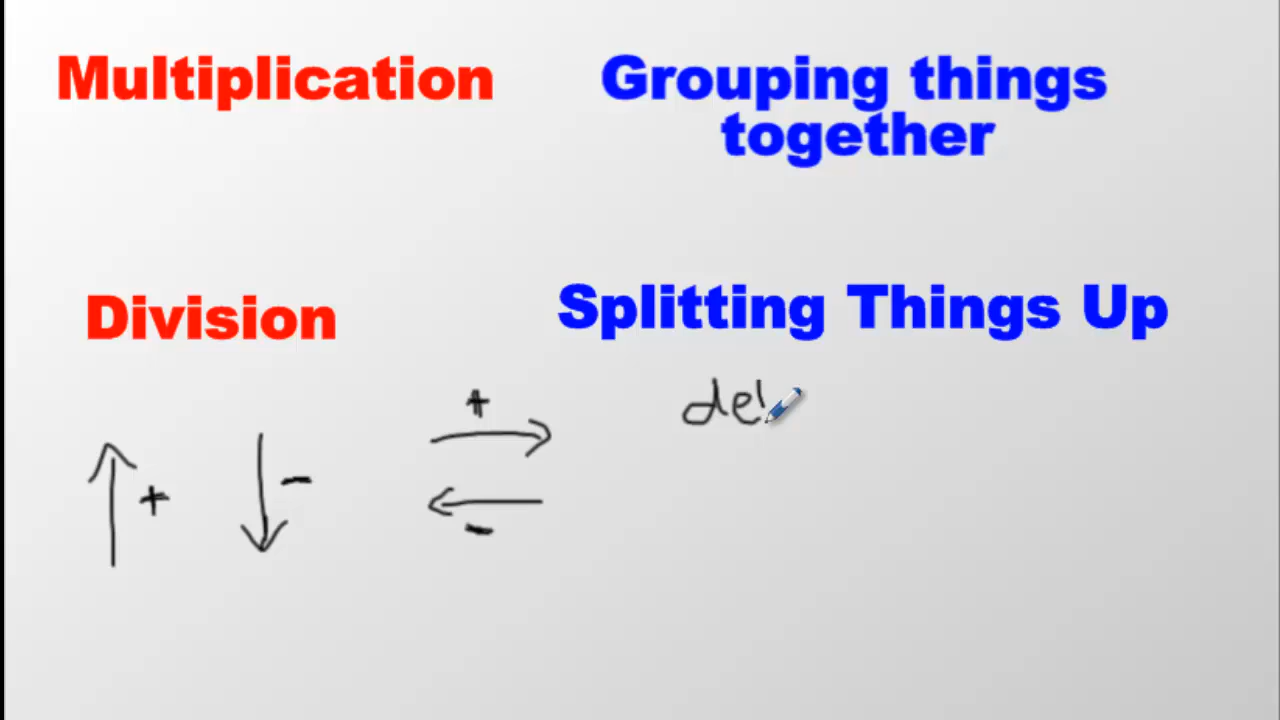 Multiplication
Grouping things
together
Division
Splitting Things Up
+
-
+
-